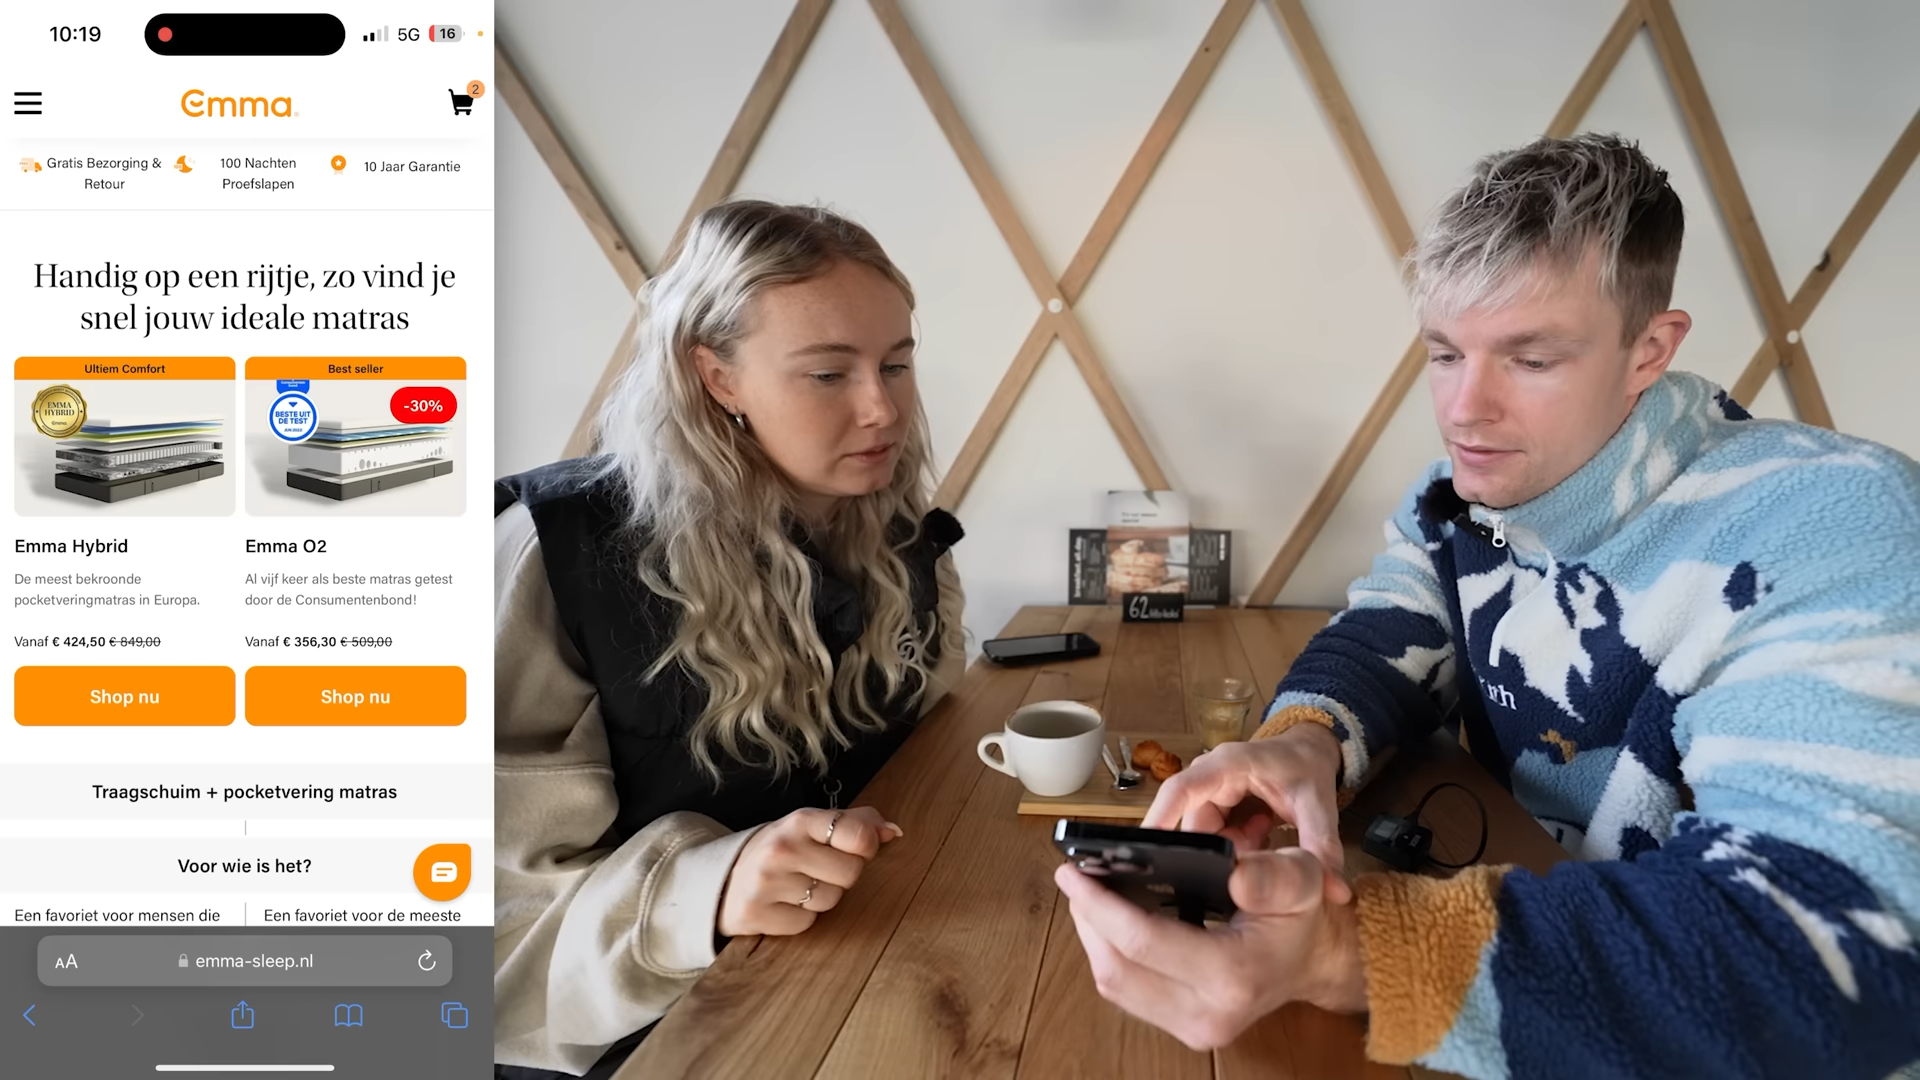 10:19
5G
16
Emma
2
Gratis Bezorging &
Retour
100 Nachten
Proefslapen
10 Jaar Garantie
Handig op een rijtje, zo vind je
snel jouw ideale matras
Ultiem Comfort
Best seller
EMMA
HYBRID
BESTE UIT
DE TEST
-30%
Emma Hybrid
Emma O2
De meest bekroonde
pocketveringmatras in Europa.
Al vijf keer als beste matras getest
door de Consumentenbond!
Vanaf € 424,50 € 849,00
Vanaf € 356,30 € 509,00
Shop nu
Shop nu
Traagschuim + pocketvering matras
Voor wie is het?
Een favoriet voor mensen die
Een favoriet voor de meeste
AA
emma-sleep.nl
62